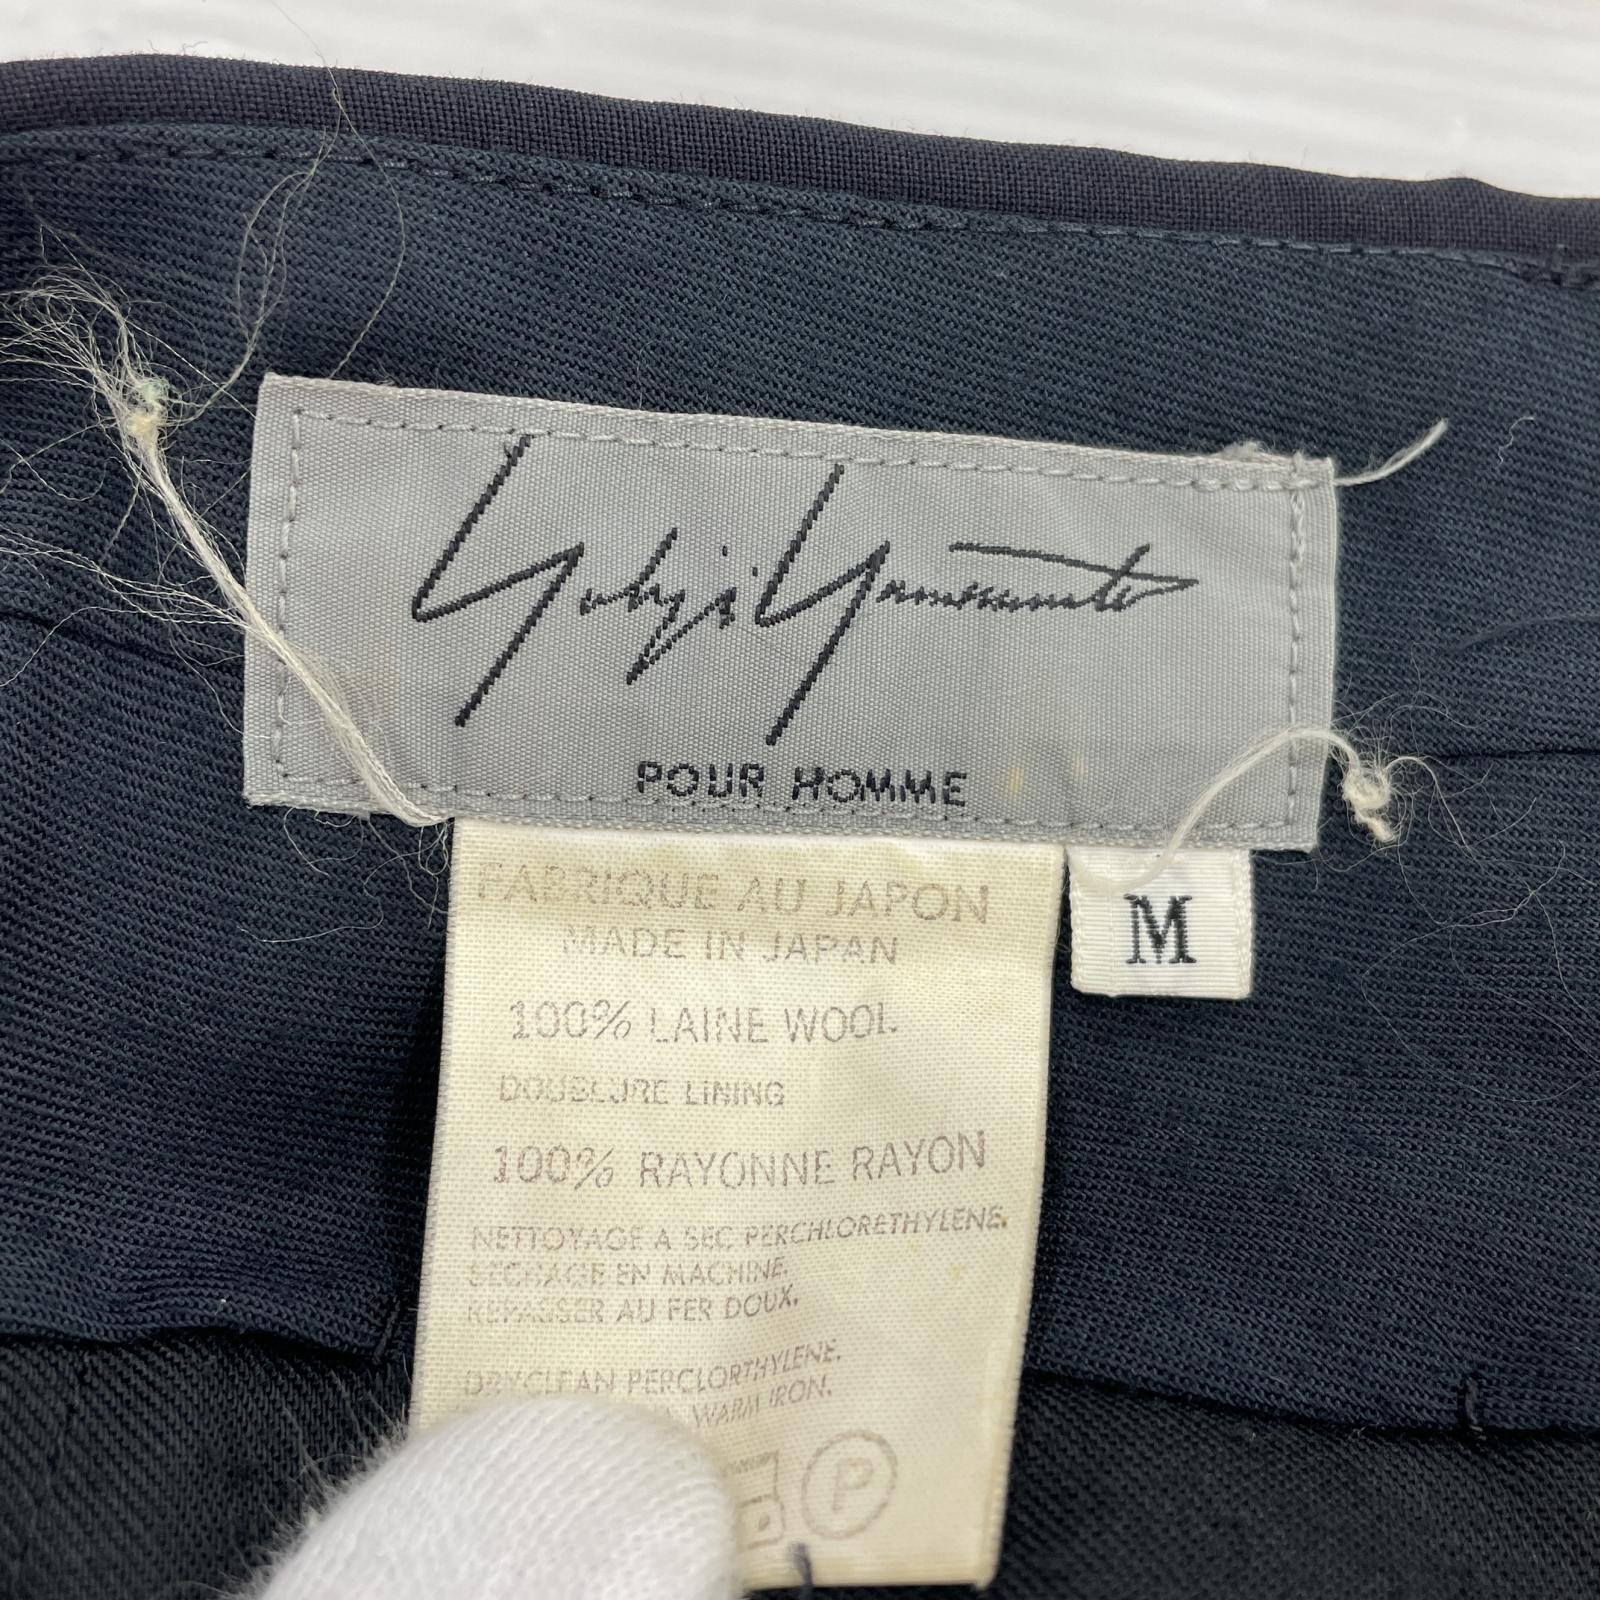 Yohji Yamamoto
POUR HOMME
M
FABRIQUE AU JAPON
MADE IN JAPAN
100% LAINE WOOL
DOUBLURE LINING
100% RAYONNE RAYON
NETTOYAGE A SEC PERCHLORETHYLENE.
SECHAGE EN MACHINE.
REPASSER AU FER DOUX.
DRYCLEAN PERCLORTHYLENE.
WARM IRON.
P